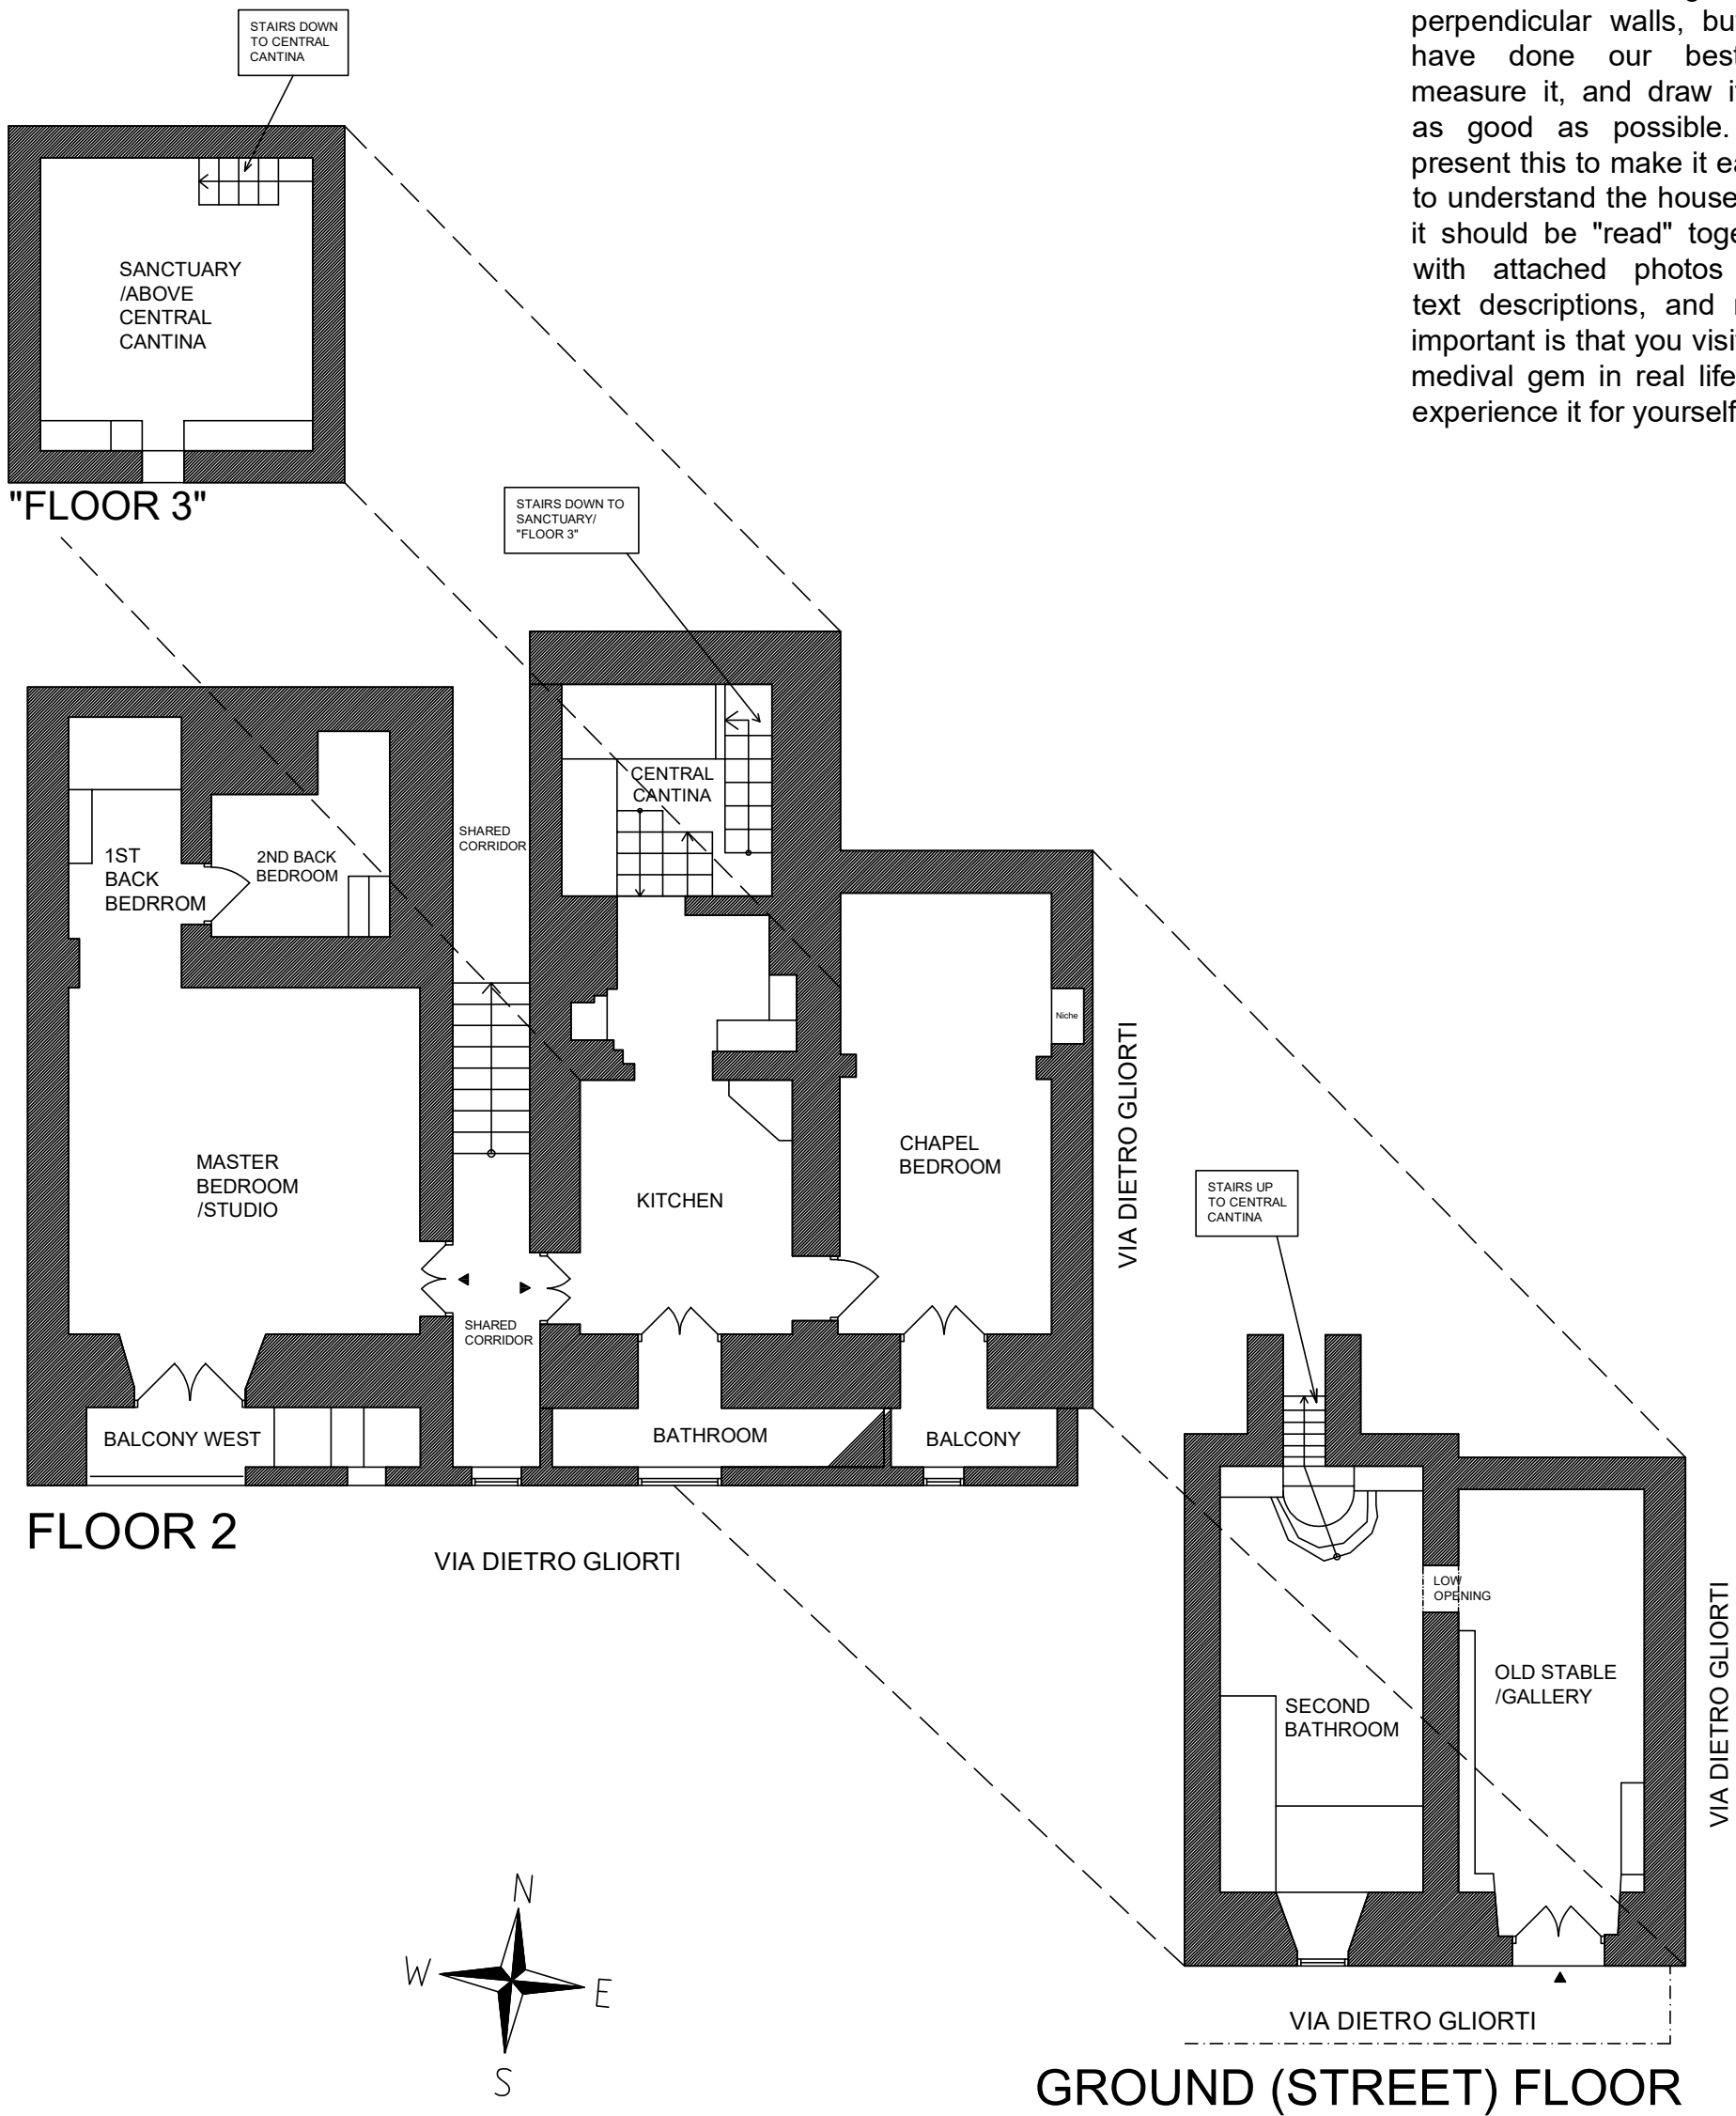 perpendicular walls, bu
have done our best
measure it, and draw i
as good as possible.
present this to make it ea
to understand the house
it should be "read" toge
with attached photos
text descriptions, and
important is that you visi
medival gem in real life
experience it for yourself
STAIRS DOWN
TO CENTRAL
CANTINA
SANCTUARY
/ABOVE
CENTRAL
CANTINA
"FLOOR 3"
STAIRS DOWN TO
SANCTUARY/
"FLOOR 3"
CENTRAL
CANTINA
SHARED
CORRIDOR
1ST
BACK
BEDRROM
2ND BACK
BEDROOM
Niche
VIA DIETRO GLIORTI
MASTER
BEDROOM
/STUDIO
KITCHEN
CHAPEL
BEDROOM
STAIRS UP
TO CENTRAL
CANTINA
SHARED
CORRIDOR
BALCONY WEST
BATHROOM
BALCONY
FLOOR 2
VIA DIETRO GLIORTI
LOW
OPENING
OLD STABLE
/GALLERY
SECOND
BATHROOM
VIA DIETRO GLIORTI
N
W
E
S
VIA DIETRO GLIORTI
GROUND (STREET) FLOOR